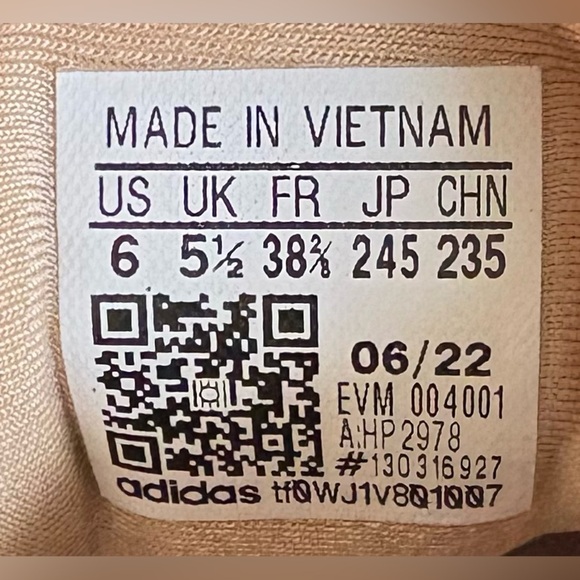 MADE IN VIETNAM
US UK FR JP CHN
6 5½ 38⅔ 245 235
06/22
EVM 004001
A:HP2978
#130316927
adidas tf0WJ1V801007